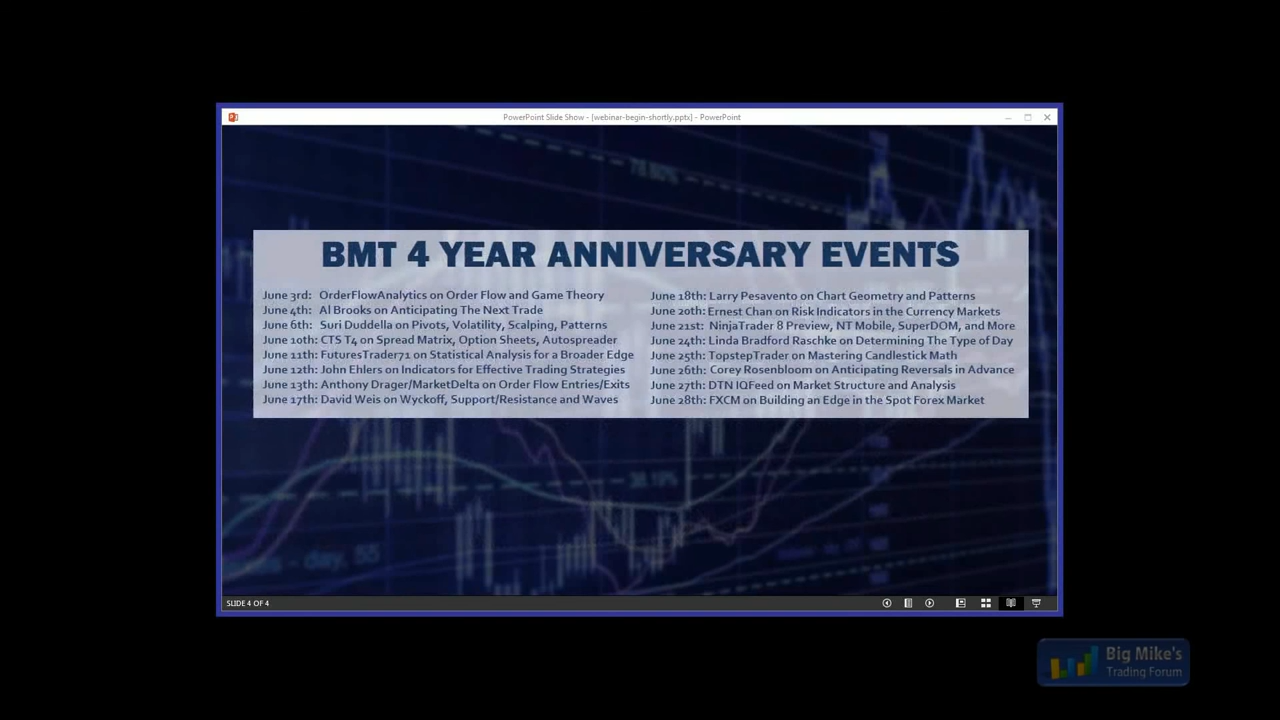 PowerPoint Slide Show - [webinar-begin-shortly.pptx] - PowerPoint
78.60%
BMT 4 YEAR ANNIVERSARY EVENTS
June 3rd: OrderFlowAnalytics on Order Flow and Game Theory
June 4th: Al Brooks on Anticipating The Next Trade
June 6th: Suri Duddella on Pivots, Volatility, Scalping, Patterns
June 10th: CTS T4 on Spread Matrix, Option Sheets, Autospreader
June 11th: FuturesTrader71 on Statistical Analysis for a Broader Edge
June 12th: John Ehlers on Indicators for Effective Trading Strategies
June 13th: Anthony Drager/MarketDelta on Order Flow Entries/Exits
June 17th: David Weis on Wyckoff, Support/Resistance and Waves
June 18th: Larry Pesavento on Chart Geometry and Patterns
June 20th: Ernest Chan on Risk Indicators in the Currency Markets
June 21st: NinjaTrader 8 Preview, NT Mobile, SuperDOM, and More
June 24th: Linda Bradford Raschke on Determining The Type of Day
June 25th: TopstepTrader on Mastering Candlestick Math
June 26th: Corey Rosenbloom on Anticipating Reversals in Advance
June 27th: DTN IQFeed on Market Structure and Analysis
June 28th: FXCM on Building an Edge in the Spot Forex Market
38.19%
- day. 55
SLIDE 4 OF 4
Big Mike's
Trading Forum